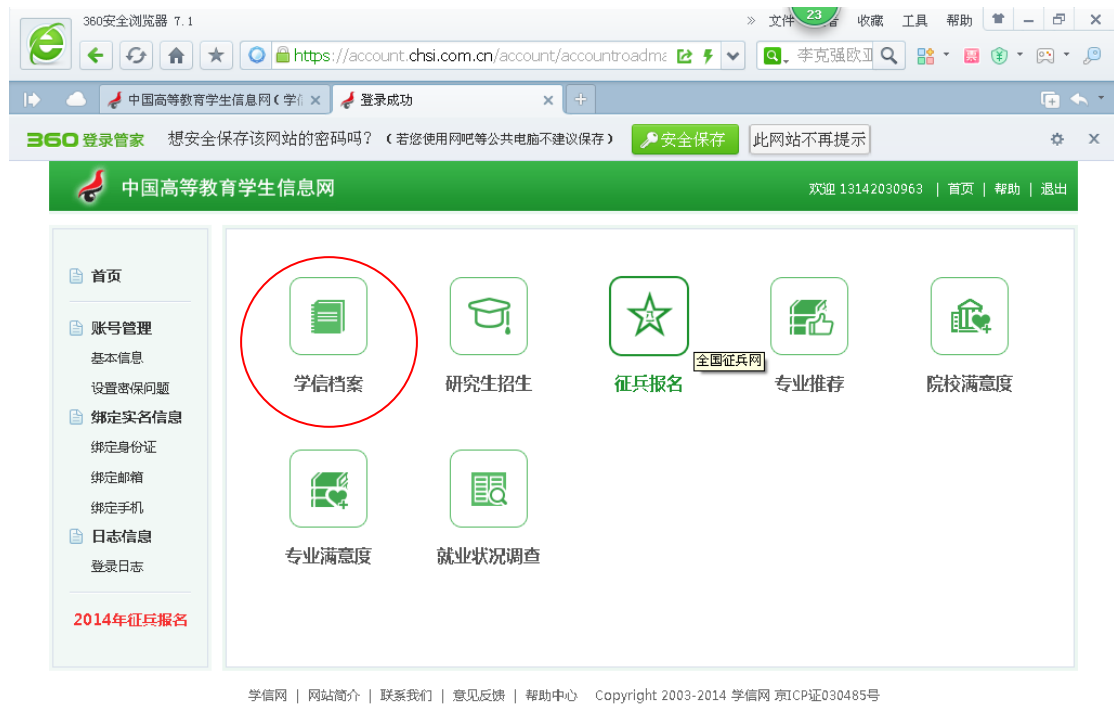 360安全浏览器 7.1
» 文件 23 收藏 工具 帮助
https://account.chsi.com.cn/account/accountroadma 李克强欧亚
中国高等教育学生信息网(学信 登录成功
360 登录管家 想安全保存该网站的密码吗？（若您使用网吧等公共电脑不建议保存） 安全保存 此网站不再提示
中国高等教育学生信息网 欢迎 13142030963 | 首页 | 帮助 | 退出
首页
账号管理
基本信息
设置密保问题
绑定实名信息
绑定身份证
绑定邮箱
绑定手机
日志信息
登录日志
2014年征兵报名
学信档案 研究生招生 征兵报名 专业推荐 院校满意度
全国征兵网
专业满意度 就业状况调查
学信网 | 网站简介 | 联系我们 | 意见反馈 | 帮助中心 Copyright 2003-2014 学信网 京ICP证030485号